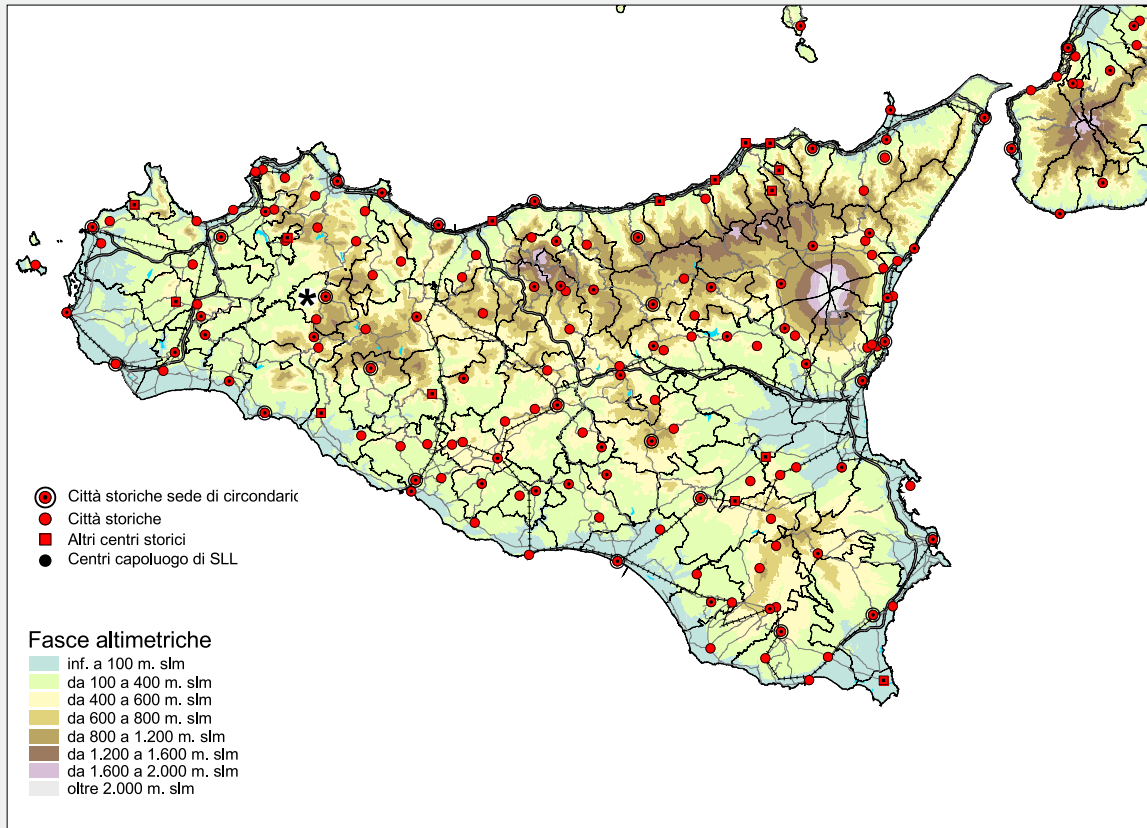 *
Città storiche sede di circondaric
Città storiche
Altri centri storici
Centri capoluogo di SLL
Fasce altimetriche
inf. a 100 m. slm
da 100 a 400 m. slm
da 400 a 600 m. slm
da 600 a 800 m. slm
da 800 a 1.200 m. slm
da 1.200 a 1.600 m. slm
da 1.600 a 2.000 m. slm
oltre 2.000 m. slm